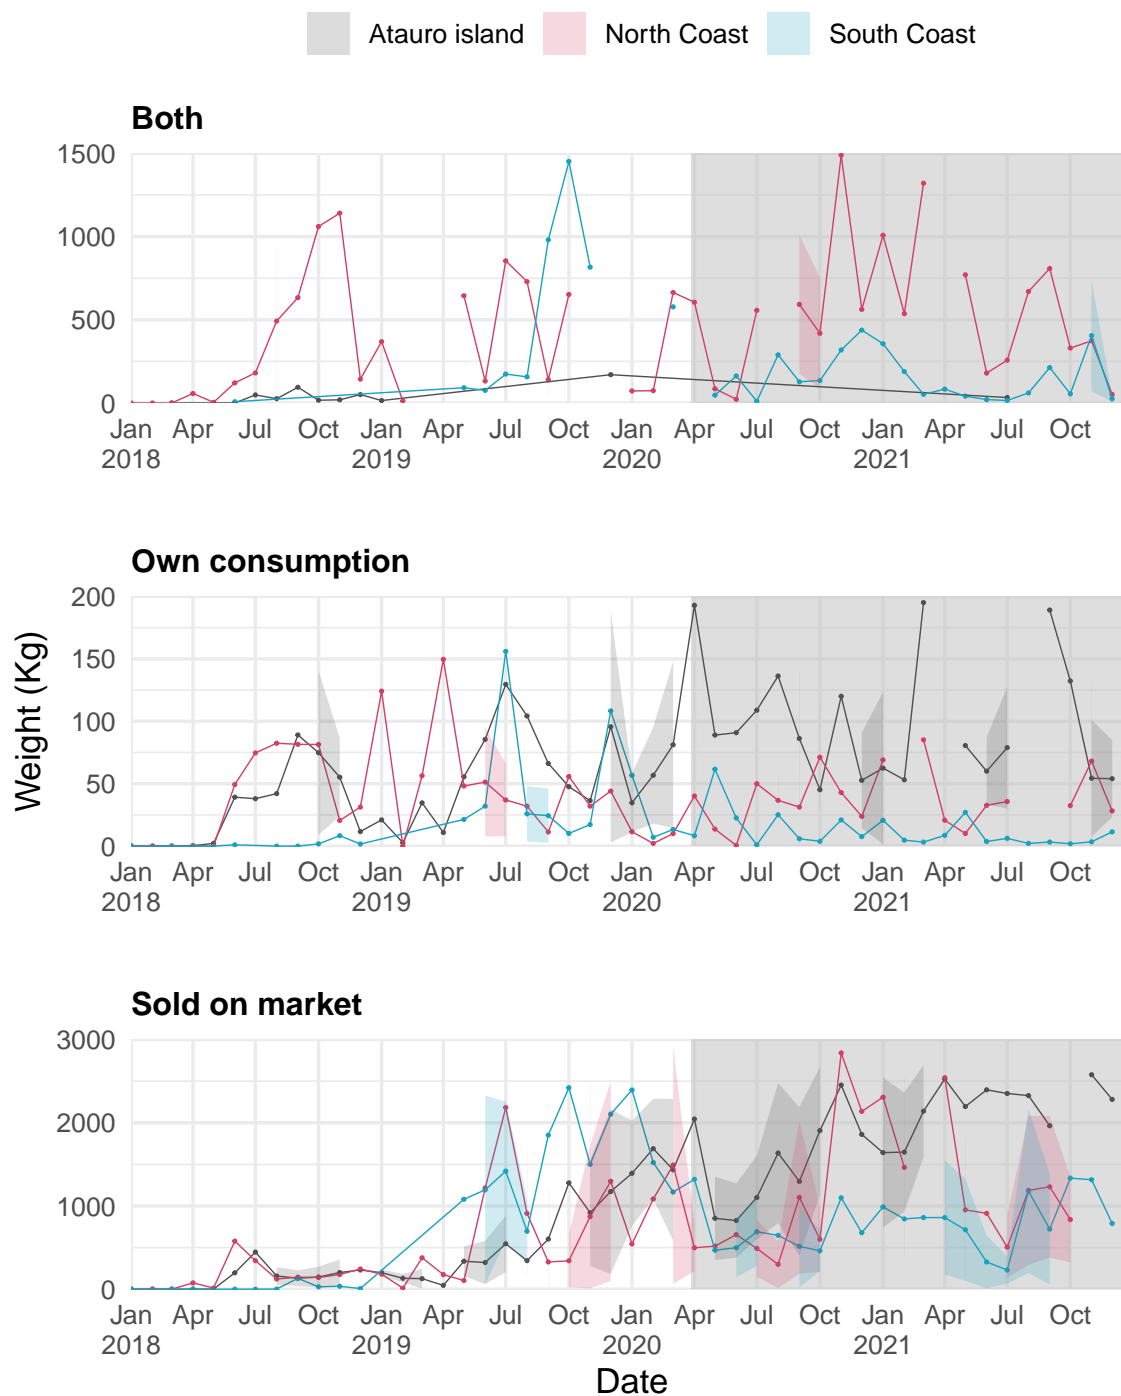 Atauro island North Coast South Coast
Both
1500
1000
500
0
Jan Apr Jul Oct Jan Apr Jul Oct Jan Apr Jul Oct Jan Apr Jul Oct
2018 2019 2020 2021
Own consumption
200
150
100
50
0
Jan Apr Jul Oct Jan Apr Jul Oct Jan Apr Jul Oct Jan Apr Jul Oct
2018 2019 2020 2021
Weight (Kg)
Sold on market
3000
2000
1000
0
Jan Apr Jul Oct Jan Apr Jul Oct Jan Apr Jul Oct Jan Apr Jul Oct
2018 2019 2020 2021
Date